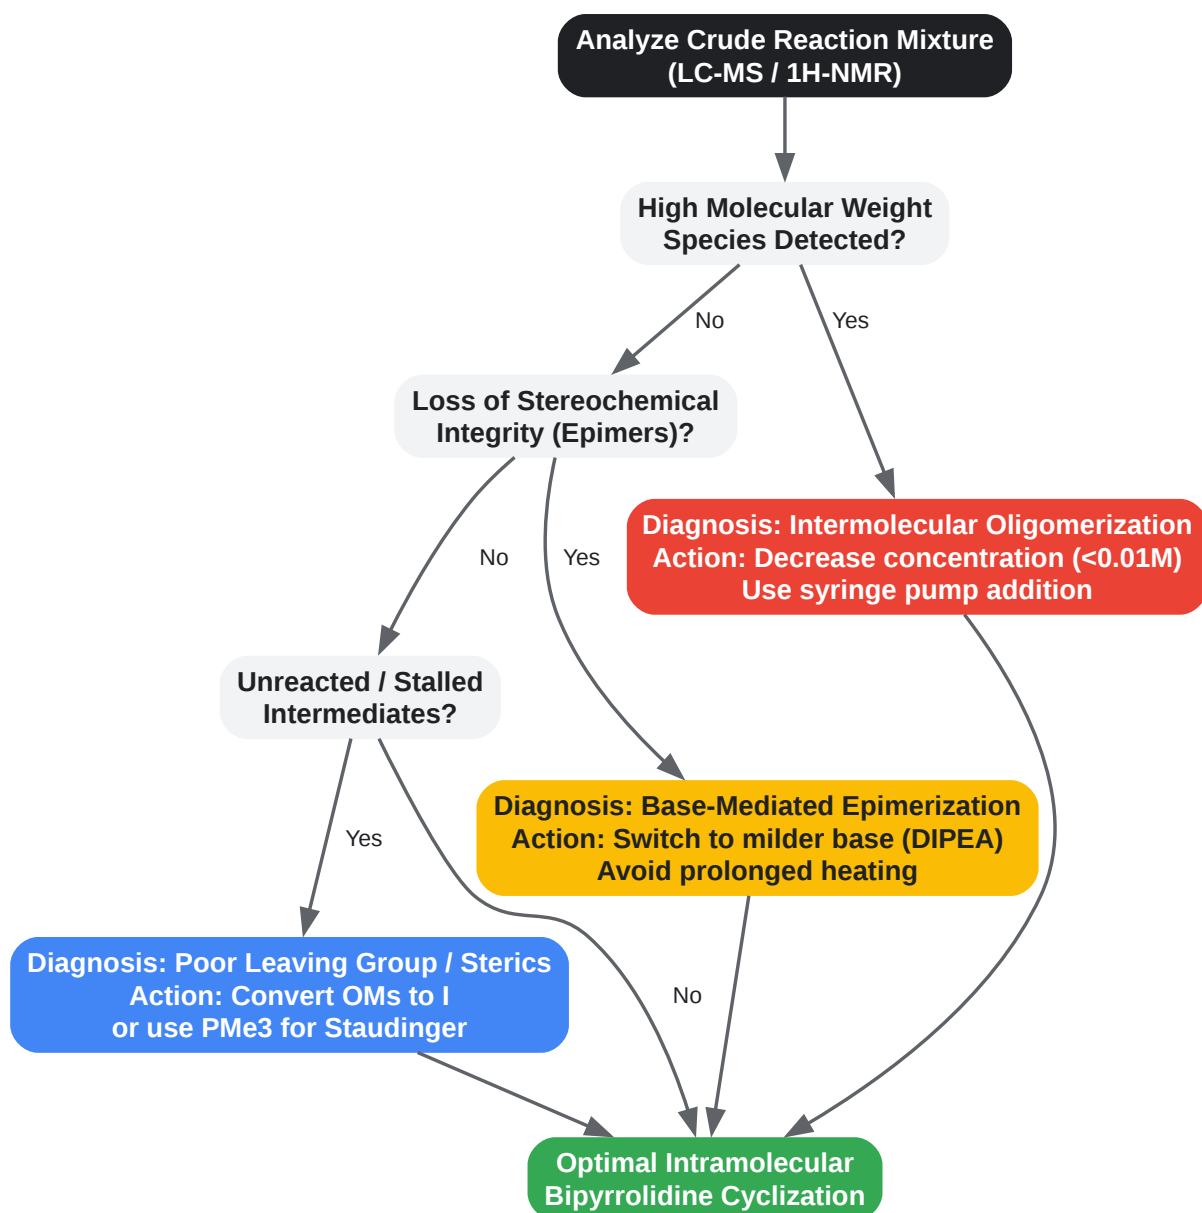 Analyze Crude Reaction Mixture
(LC-MS / 1H-NMR)
High Molecular Weight
Species Detected?
No
Yes
Loss of Stereochemical
Integrity (Epimers)?
Diagnosis: Intermolecular Oligomerization
Action: Decrease concentration (<0.01M)
Use syringe pump addition
No
Yes
Unreacted / Stalled
Intermediates?
Diagnosis: Base-Mediated Epimerization
Action: Switch to milder base (DIPEA)
Avoid prolonged heating
Yes
No
Diagnosis: Poor Leaving Group / Sterics
Action: Convert OMs to I
or use PMe3 for Staudinger
Optimal Intramolecular
Bipyrrolidine Cyclization